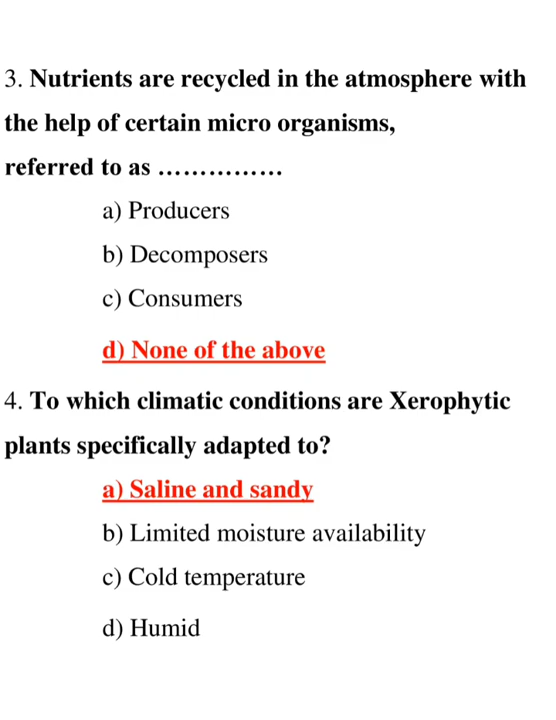 3. Nutrients are recycled in the atmosphere with
the help of certain micro organisms,
referred to as ……………
a) Producers
b) Decomposers
c) Consumers
d) None of the above
4. To which climatic conditions are Xerophytic
plants specifically adapted to?
a) Saline and sandy
b) Limited moisture availability
c) Cold temperature
d) Humid